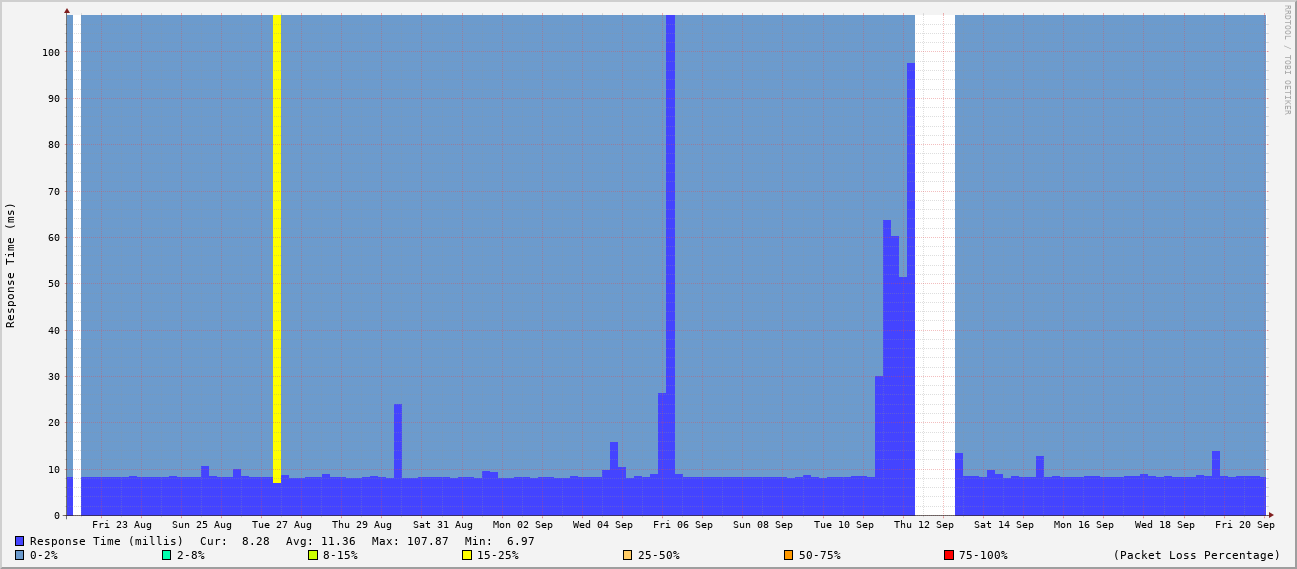 RRDTOOL / TOBI OETIKER
Response Time (ms)
100
90
80
70
60
50
40
30
20
10
0
Fri 23 Aug Sun 25 Aug Tue 27 Aug Thu 29 Aug Sat 31 Aug Mon 02 Sep Wed 04 Sep Fri 06 Sep Sun 08 Sep Tue 10 Sep Thu 12 Sep Sat 14 Sep Mon 16 Sep Wed 18 Sep Fri 20 Sep
Response Time (millis) Cur: 8.28 Avg: 11.36 Max: 107.87 Min: 6.97
0-2% 2-8% 8-15% 15-25% 25-50% 50-75% 75-100% (Packet Loss Percentage)